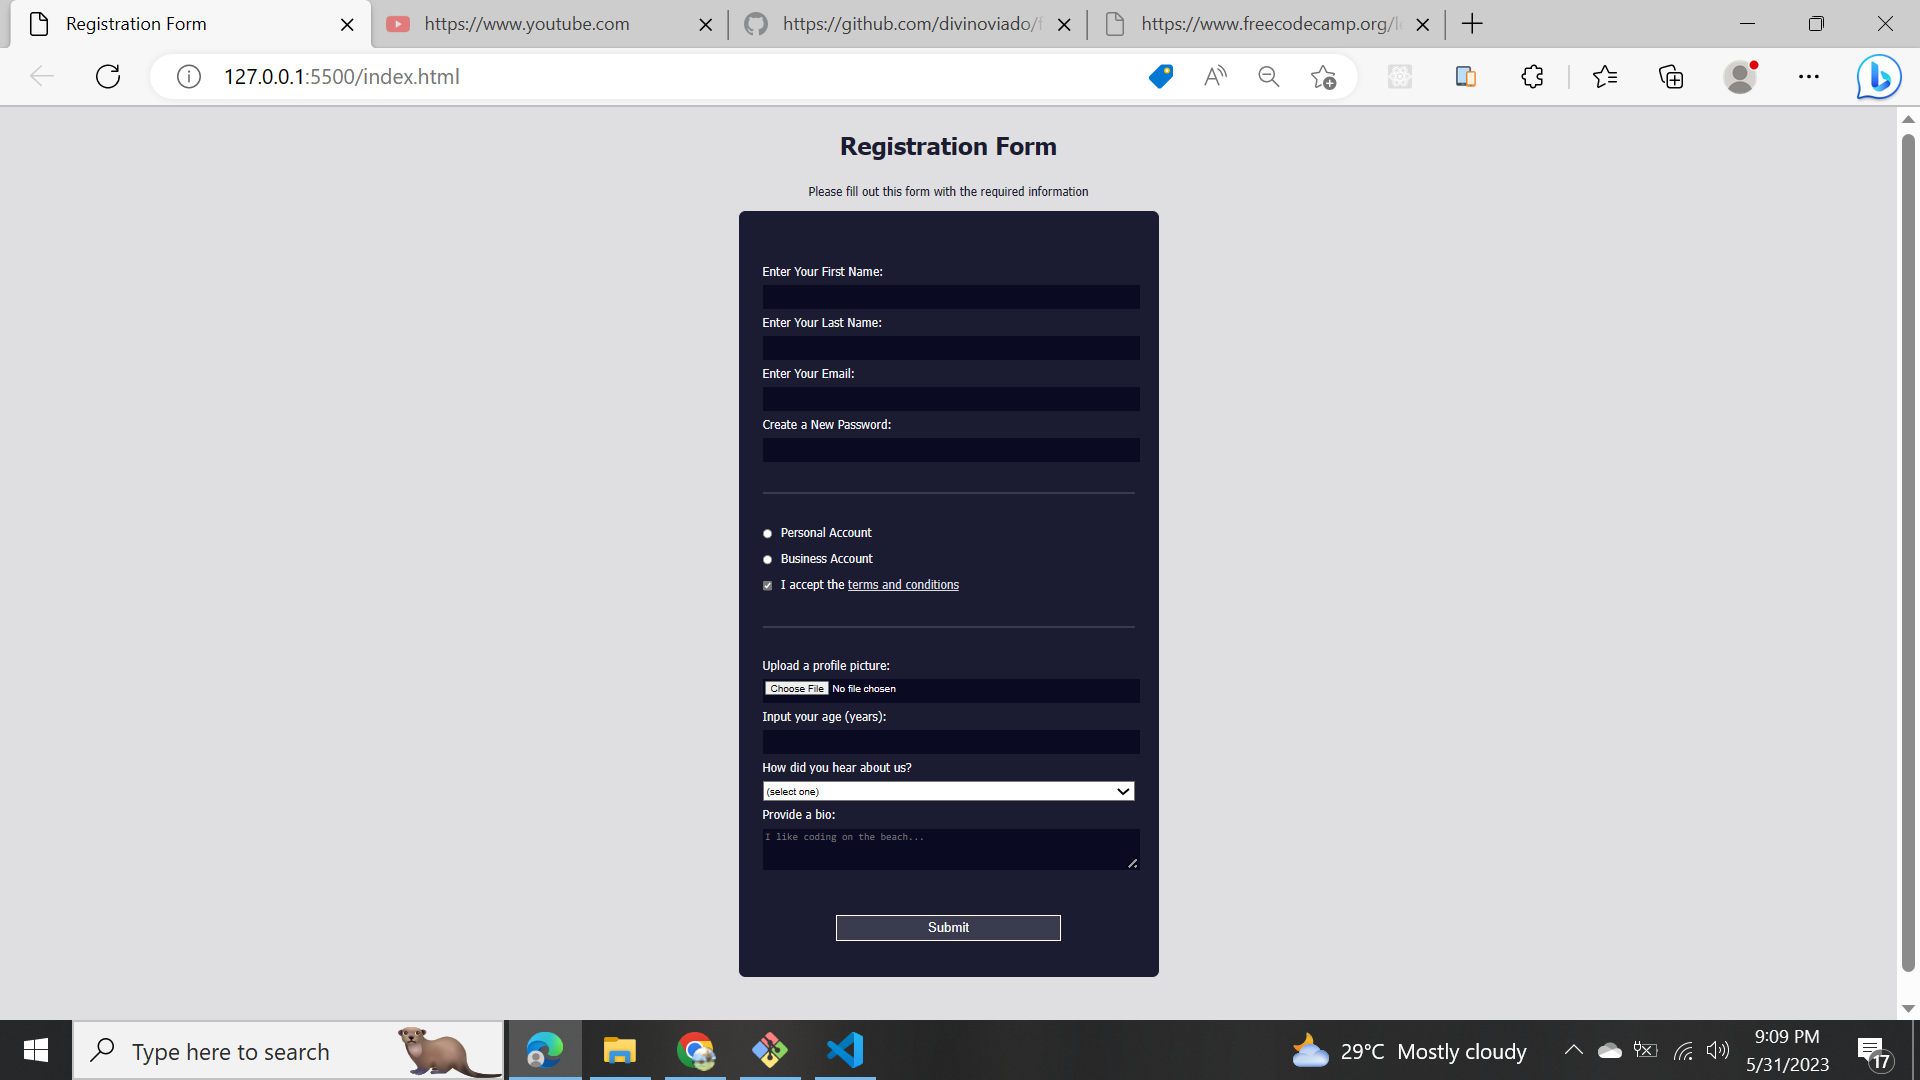 Registration Form
https://www.youtube.com
https://github.com/divinoviado/f
https://www.freecodecamp.org/l
127.0.0.1:5500/index.html
Registration Form
Please fill out this form with the required information
Enter Your First Name:
Enter Your Last Name:
Enter Your Email:
Create a New Password:
Personal Account
Business Account
I accept the terms and conditions
Upload a profile picture:
Choose File No file chosen
Input your age (years):
How did you hear about us?
(select one)
Provide a bio:
I like coding on the beach...
Submit
Type here to search
29°C Mostly cloudy
9:09 PM
5/31/2023
17